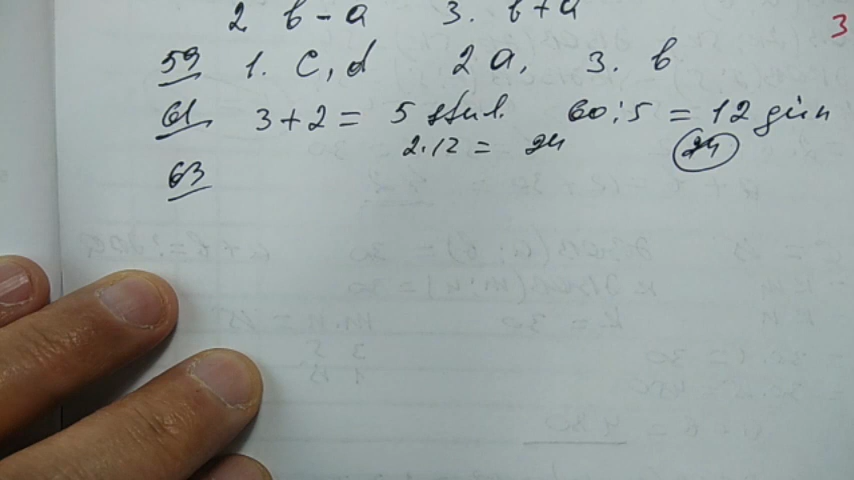 2 b-a 3. b+a
3
59 1. c, d 2 a, 3. b
61 3+2= 5 stul. 60:5 = 12 gün
2.12 = 24 24
63